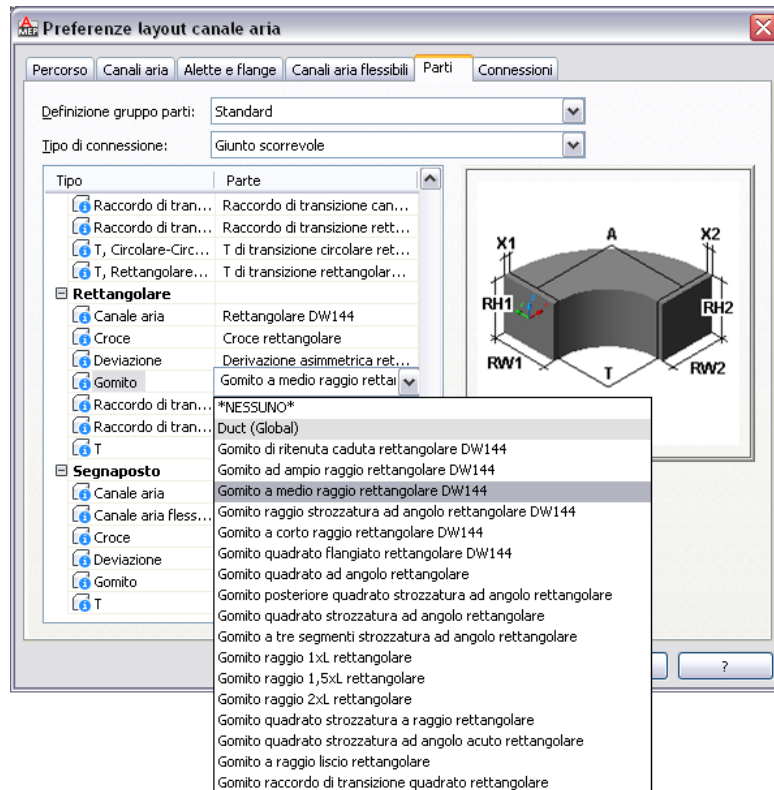 MEP Preferenze layout canale aria
Percorso Canali aria Alette e flange Canali aria flessibili Parti Connessioni
Definizione gruppo parti: Standard
Tipo di connessione: Giunto scorrevole
Tipo Parte
Raccordo di tran... Raccordo di transizione can...
Raccordo di tran... Raccordo di transizione rett...
T, Circolare-Circ... T di transizione circolare ret...
T, Rettangolare... T di transizione rettangolar...
Rettangolare
Canale aria Rettangolare DW144
Croce Croce rettangolare
Deviazione Derivazione asimmetrica ret...
Gomito Gomito a medio raggio rettan
Raccordo di tran...
Raccordo di tran...
T
Segnaposto
Canale aria
Canale aria fless...
Croce
Deviazione
Gomito
T
*NESSUNO*
Duct (Global)
Gomito di ritenuta caduta rettangolare DW144
Gomito ad ampio raggio rettangolare DW144
Gomito a medio raggio rettangolare DW144
Gomito raggio strozzatura ad angolo rettangolare DW144
Gomito a corto raggio rettangolare DW144
Gomito quadrato flangiato rettangolare DW144
Gomito quadrato ad angolo rettangolare
Gomito posteriore quadrato strozzatura ad angolo rettangolare
Gomito quadrato strozzatura ad angolo rettangolare
Gomito a tre segmenti strozzatura ad angolo rettangolare
Gomito raggio 1xL rettangolare
Gomito raggio 1,5xL rettangolare
Gomito raggio 2xL rettangolare
Gomito quadrato strozzatura a raggio rettangolare
Gomito quadrato strozzatura ad angolo acuto rettangolare
Gomito a raggio liscio rettangolare
Gomito raccordo di transizione quadrato rettangolare
X1 A X2
RH1 RH2
RW1 T RW2
?